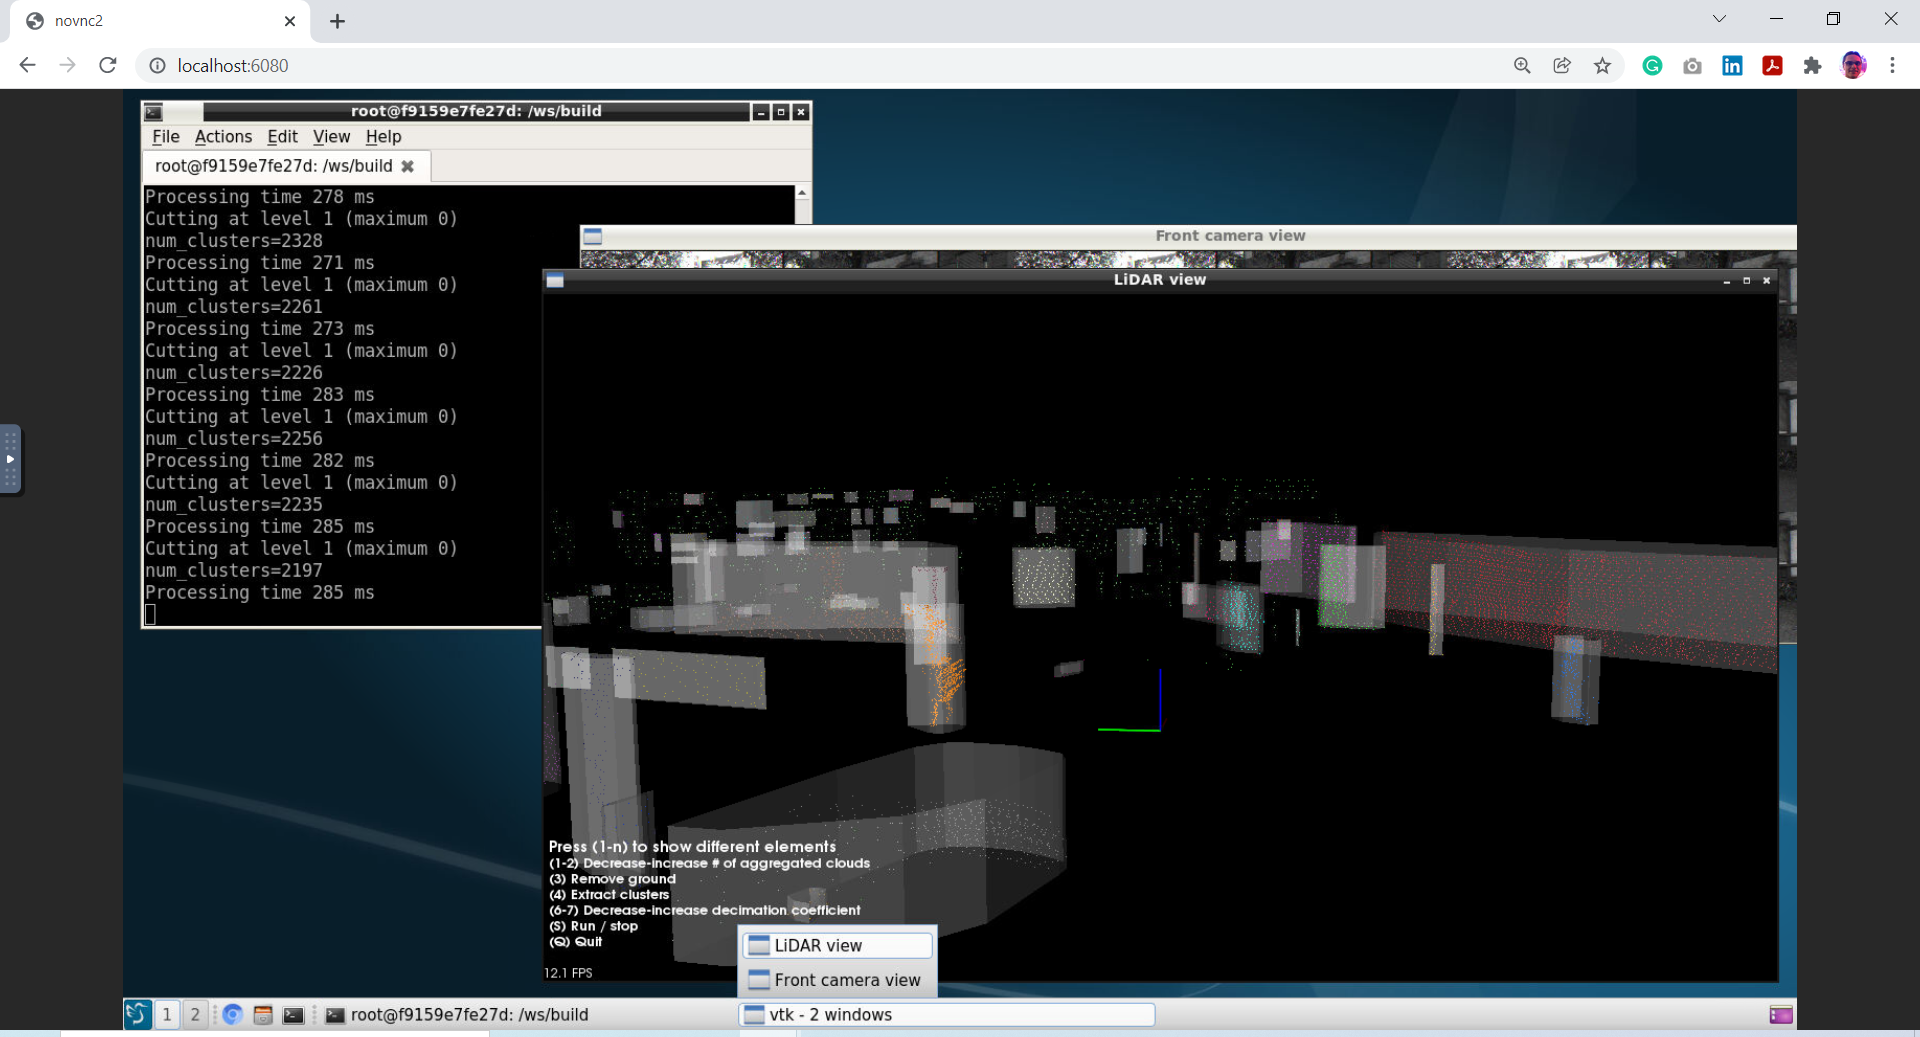 novnc2
localhost:6080
root@f9159e7fe27d: /ws/build
File Actions Edit View Help
root@f9159e7fe27d: /ws/build
Processing time 278 ms
Cutting at level 1 (maximum 0)
num_clusters=2328
Processing time 271 ms
Cutting at level 1 (maximum 0)
num_clusters=2261
Processing time 273 ms
Cutting at level 1 (maximum 0)
num_clusters=2226
Processing time 283 ms
Cutting at level 1 (maximum 0)
num_clusters=2256
Processing time 282 ms
Cutting at level 1 (maximum 0)
num_clusters=2235
Processing time 285 ms
Cutting at level 1 (maximum 0)
num_clusters=2197
Processing time 285 ms
Front camera view
LiDAR view
Press (1-n) to show different elements
(1-2) Decrease-increase # of aggregated clouds
(3) Remove ground
(4) Extract clusters
(6-7) Decrease-increase decimation coefficient
(S) Run / stop
(Q) Quit
12.1 FPS
LiDAR view
Front camera view
1 2 root@f9159e7fe27d: /ws/build vtk - 2 windows